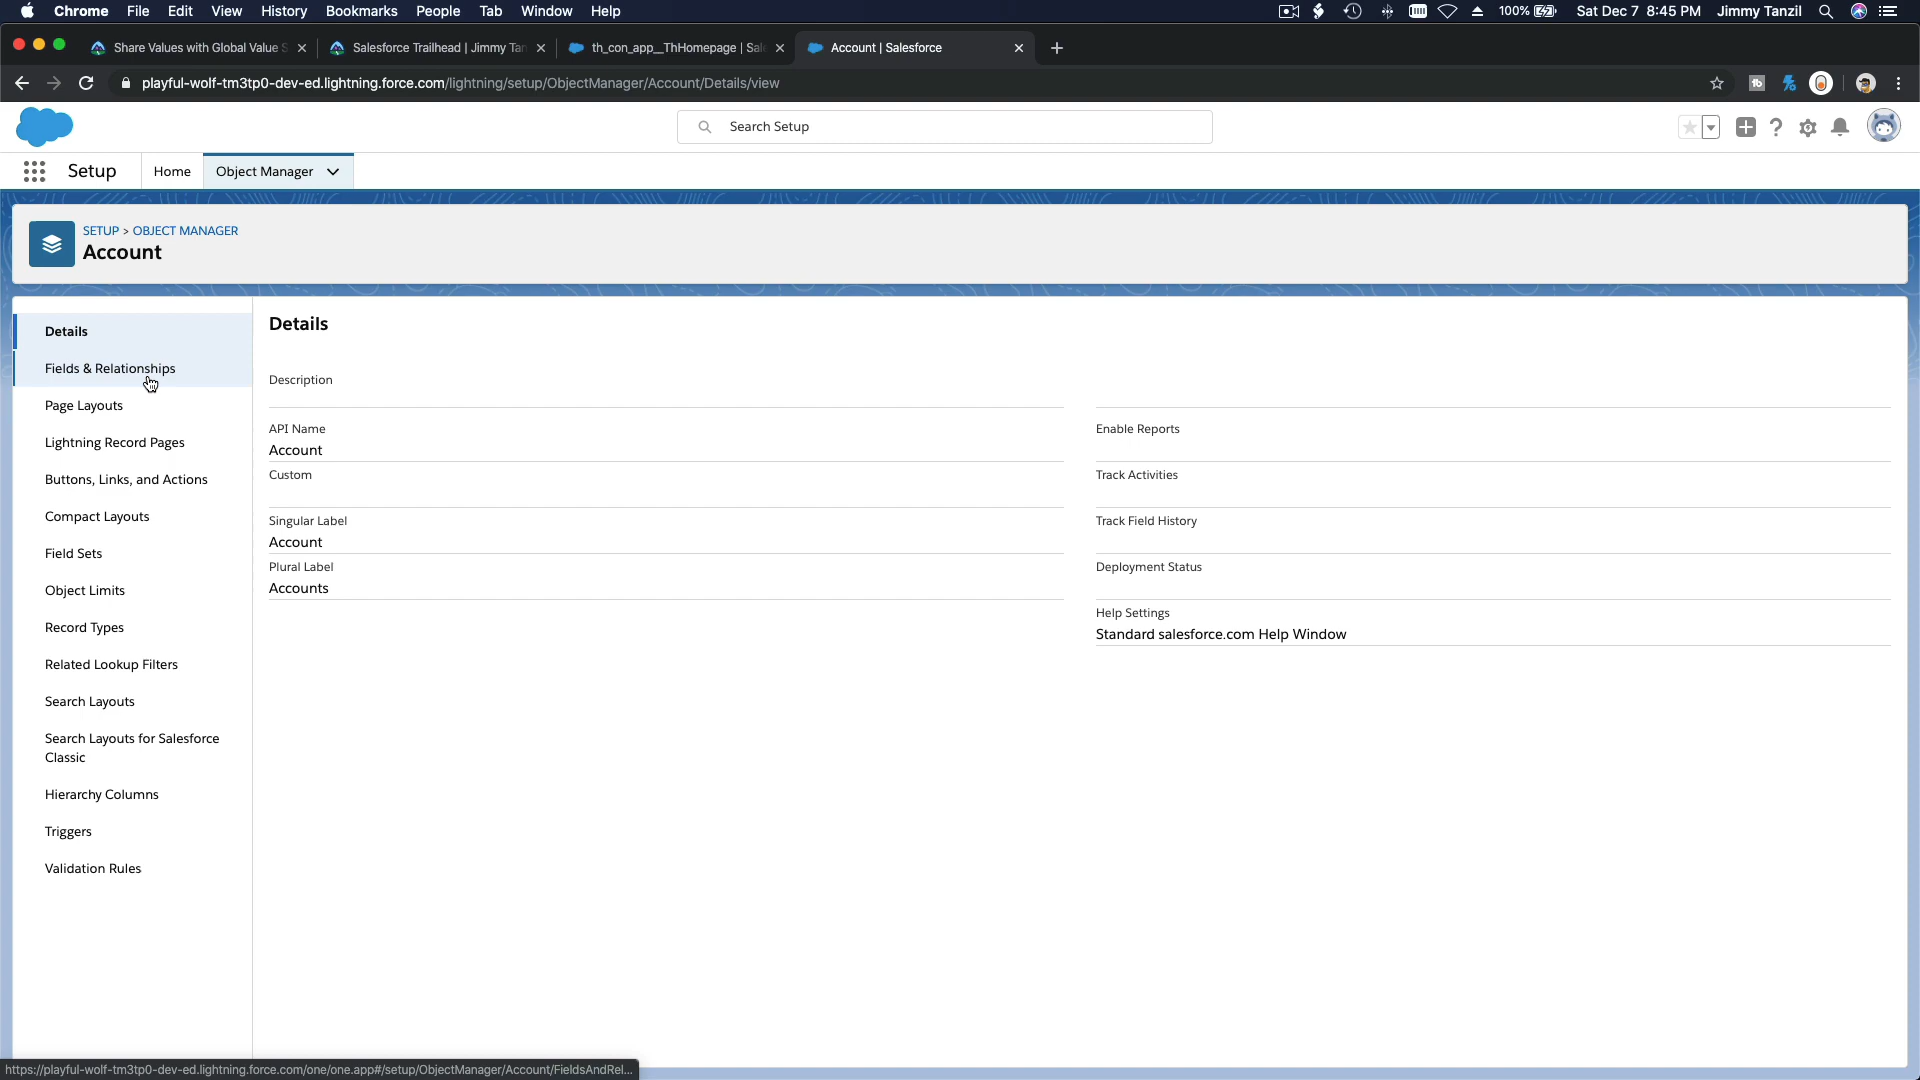 Chrome File Edit View History Bookmarks People Tab Window Help 100% Sat Dec 7 8:45 PM Jimmy Tanzil
Share Values with Global Value S Salesforce Trailhead | Jimmy Tan th_con_app__ThHomepage | Sale Account | Salesforce
playful-wolf-tm3tp0-dev-ed.lightning.force.com/lightning/setup/ObjectManager/Account/Details/view
Search Setup
Setup Home Object Manager
SETUP > OBJECT MANAGER
Account
Details
Fields & Relationships
Page Layouts
Lightning Record Pages
Buttons, Links, and Actions
Compact Layouts
Field Sets
Object Limits
Record Types
Related Lookup Filters
Search Layouts
Search Layouts for Salesforce
Classic
Hierarchy Columns
Triggers
Validation Rules
Details
Description
API Name
Account
Custom
Singular Label
Account
Plural Label
Accounts
Enable Reports
Track Activities
Track Field History
Deployment Status
Help Settings
Standard salesforce.com Help Window
https://playful-wolf-tm3tp0-dev-ed.lightning.force.com/one/one.app#/setup/ObjectManager/Account/FieldsAndRel...